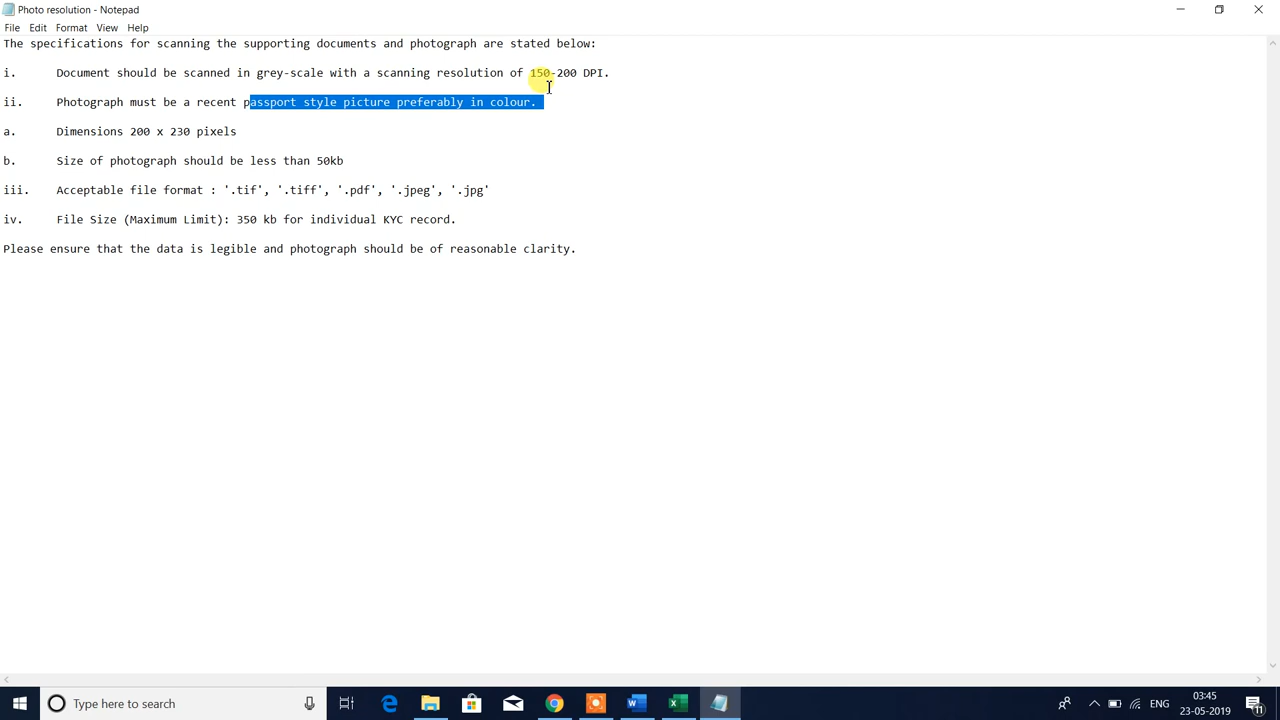 Photo resolution - Notepad
File Edit Format View Help
The specifications for scanning the supporting documents and photograph are stated below:
i. Document should be scanned in grey-scale with a scanning resolution of 150-200 DPI.
ii. Photograph must be a recent passport style picture preferably in colour.
a. Dimensions 200 x 230 pixels
b. Size of photograph should be less than 50kb
iii. Acceptable file format : '.tif', '.tiff', '.pdf', '.jpeg', '.jpg'
iv. File Size (Maximum Limit): 350 kb for individual KYC record.
Please ensure that the data is legible and photograph should be of reasonable clarity.
Type here to search
ENG
03:45
23-05-2019
11